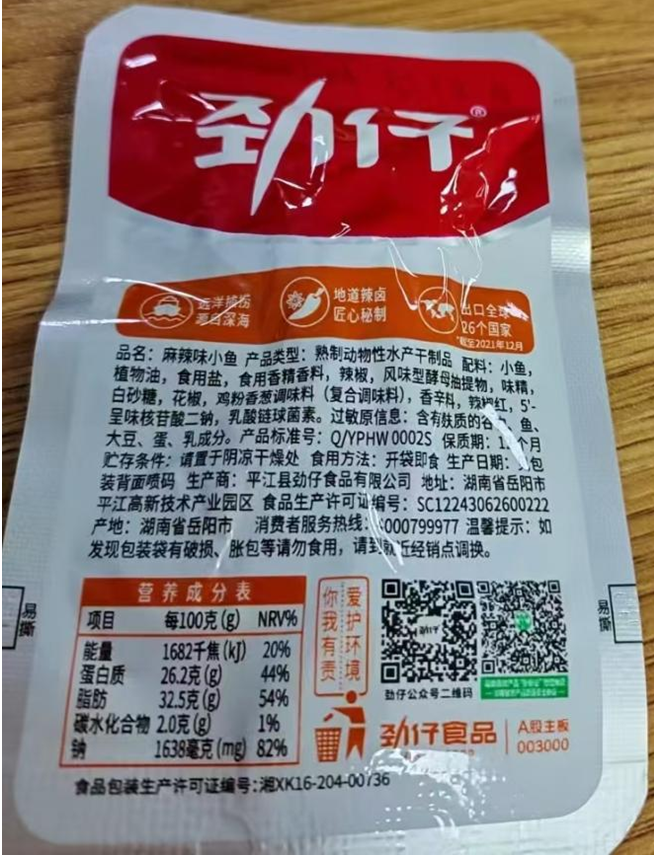 劲仔®
远洋捕捞
源自深海
地道辣卤
匠心秘制
出口全球
26个国家
*截至2021年12月
品名：麻辣味小鱼 产品类型：熟制动物性水产干制品 配料：小鱼，
植物油，食用盐，食用香精香料，辣椒，风味型酵母抽提物，味精，
白砂糖，花椒，鸡粉香葱调味料（复合调味料），香辛料，辣椒红，5'-
呈味核苷酸二钠，乳酸链球菌素。过敏原信息：含有麸质的谷 、鱼、
大豆、蛋、乳成分。产品标准号：Q/YPHW 0002S 保质期： 个月
贮存条件：请置于阴凉干燥处 食用方法：开袋即食 生产日期： 包
装背面喷码 生产商：平江县劲仔食品有限公司 地址：湖南省岳阳市
平江高新技术产业园区 食品生产许可证编号：SC12243062600222
产地：湖南省岳阳市 消费者服务热线： 000799977 温馨提示：如
发现包装袋有破损、胀包等请勿食用，请到就近经销点调换。
营养成分表
项目 每100克(g) NRV%
能量 1682千焦(kJ) 20%
蛋白质 26.2克(g) 44%
脂肪 32.5克(g) 54%
碳水化合物 2.0克(g) 1%
钠 1638毫克(mg) 82%
爱护环境
你我有责
劲仔
劲仔公众号二维码
劲仔食品
A股主板
003000
食品包装生产许可证编号：湘XK16-204-00736
易撕
易撕